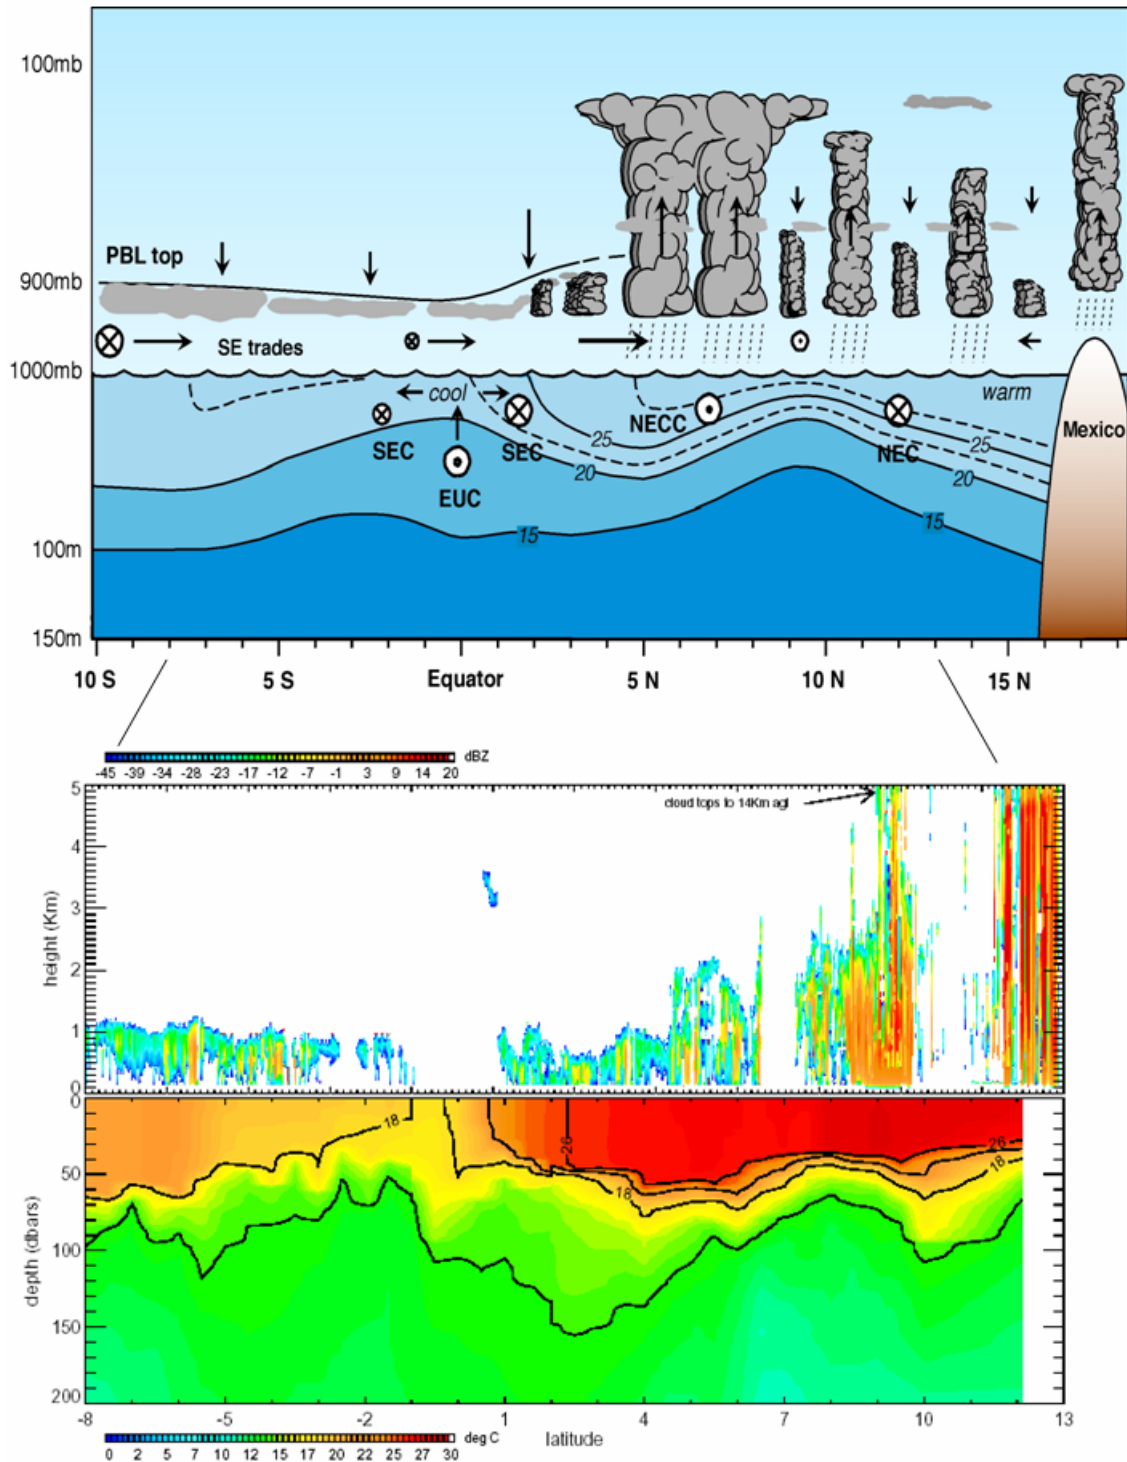 100mb
PBL top
900mb
SE trades
1000mb
cool
warm
NECC
25
25
Mexico
SEC
SEC
NEC
20
20
EUC
15
15
100m
150m
10 S
5 S
Equator
5 N
10 N
15 N
dBZ
-45 -39 -34 -28 -23 -17 -12 -7 -1 3 9 14 20
5
cloud tops to 14Km agl
4
height (Km)
3
2
1
0
0
18
26
26
18
50
18
depth (dbars)
100
150
200
-8 -5 -2 1 4 7 10 13
deg C
latitude
0 2 5 7 10 12 15 17 20 22 25 27 30